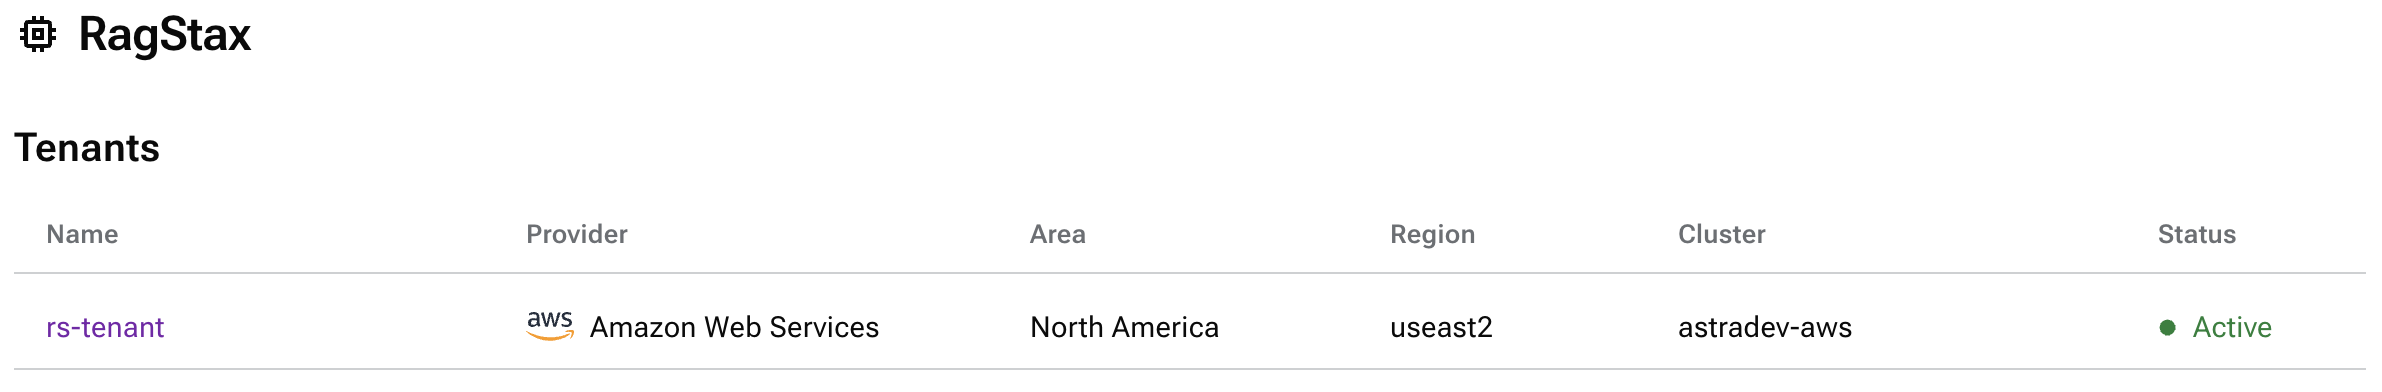 RagStax
Tenants
Name Provider Area Region Cluster Status
rs-tenant aws Amazon Web Services North America useast2 astradev-aws Active